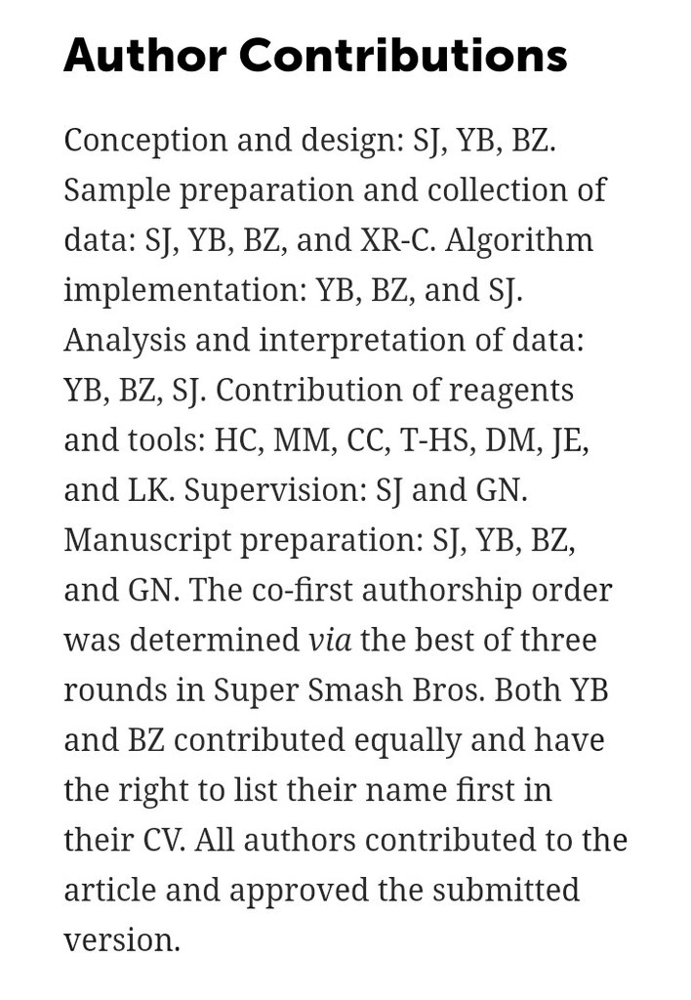 Author Contributions
Conception and design: SJ, YB, BZ.
Sample preparation and collection of
data: SJ, YB, BZ, and XR-C. Algorithm
implementation: YB, BZ, and SJ.
Analysis and interpretation of data:
YB, BZ, SJ. Contribution of reagents
and tools: HC, MM, CC, T-HS, DM, JE,
and LK. Supervision: SJ and GN.
Manuscript preparation: SJ, YB, BZ,
and GN. The co-first authorship order
was determined via the best of three
rounds in Super Smash Bros. Both YB
and BZ contributed equally and have
the right to list their name first in
their CV. All authors contributed to the
article and approved the submitted
version.